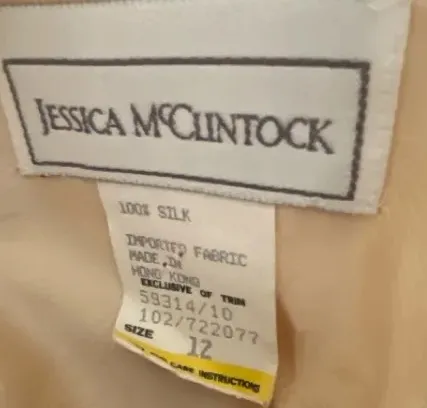 JESSICA McCLINTOCK
100% SILK
IMPORTED FABRIC
MADE IN
HONG KONG
EXCLUSIVE OF TRIM
59314/10
102/722077
SIZE 12
FOR CARE INSTRUCTIONS